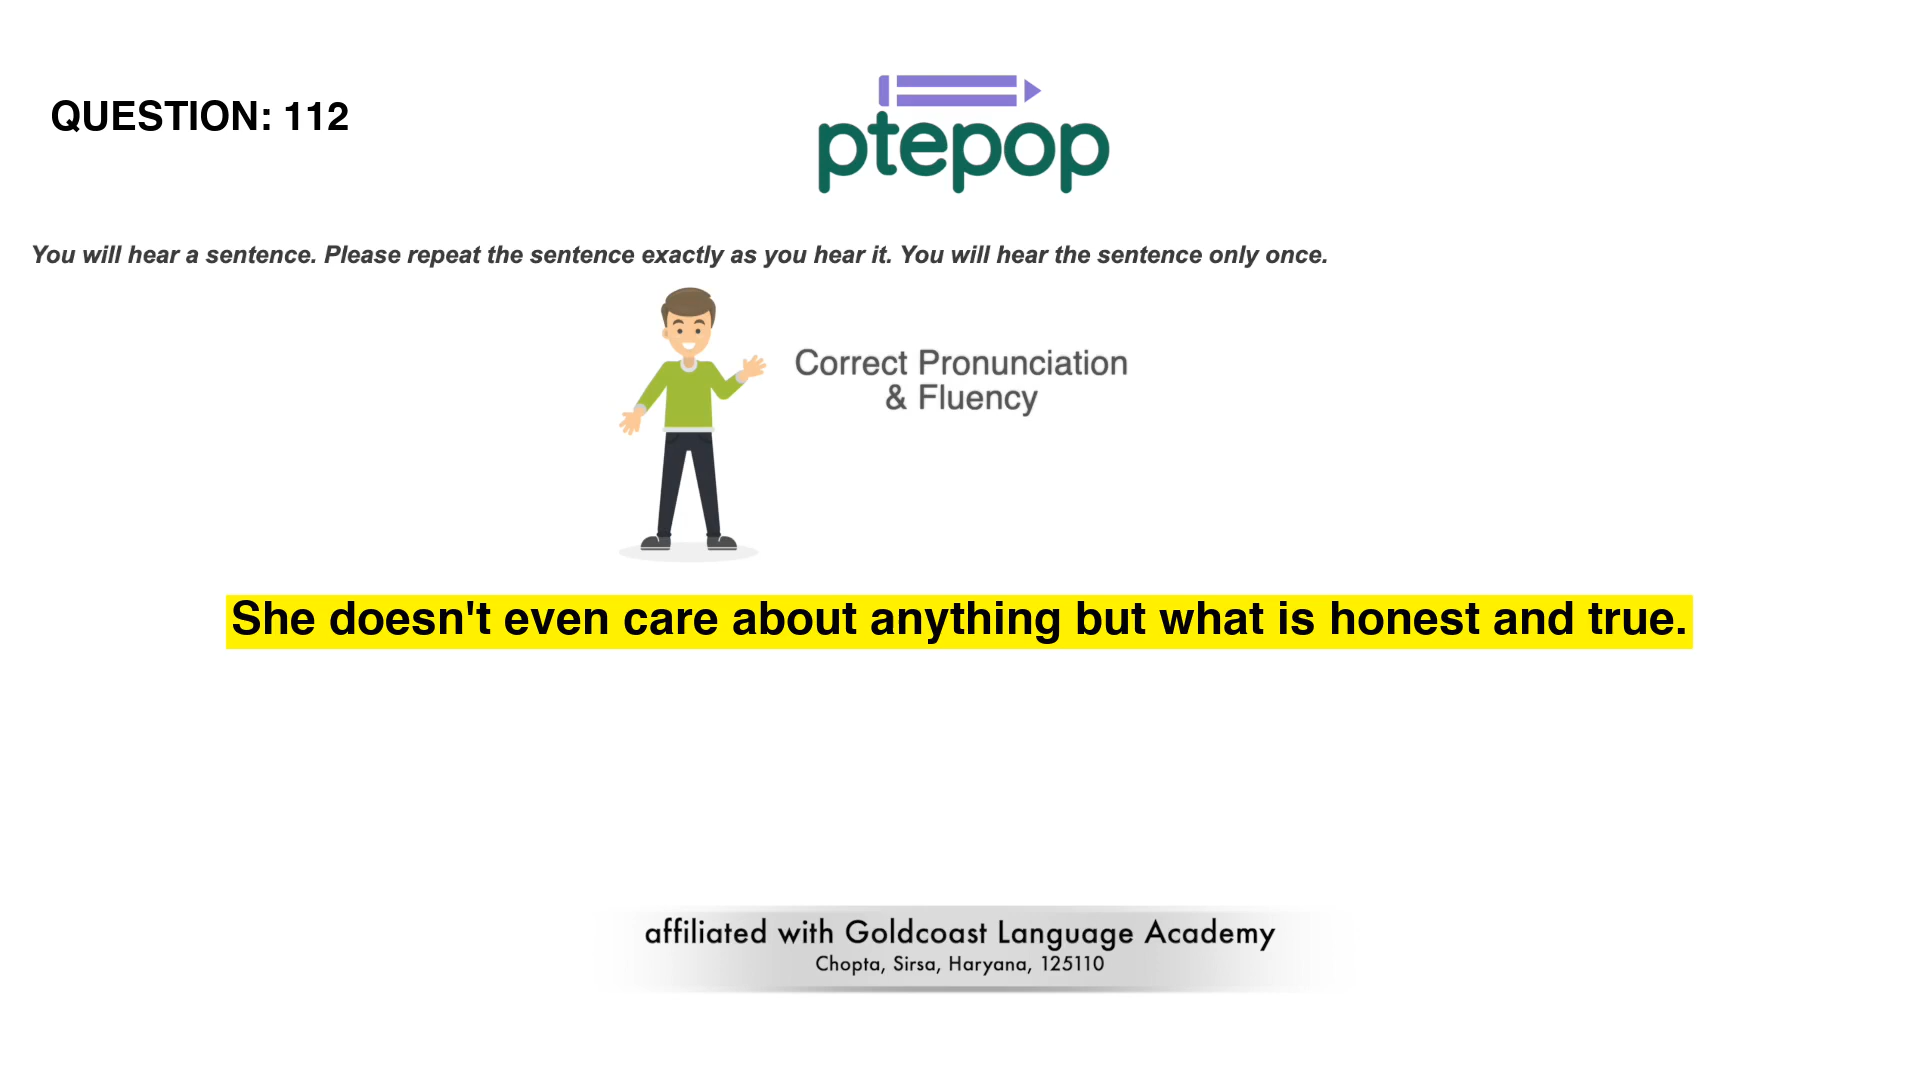 QUESTION: 112
ptepop
You will hear a sentence. Please repeat the sentence exactly as you hear it. You will hear the sentence only once.
Correct Pronunciation
& Fluency
She doesn't even care about anything but what is honest and true.
affiliated with Goldcoast Language Academy
Chopta, Sirsa, Haryana, 125110